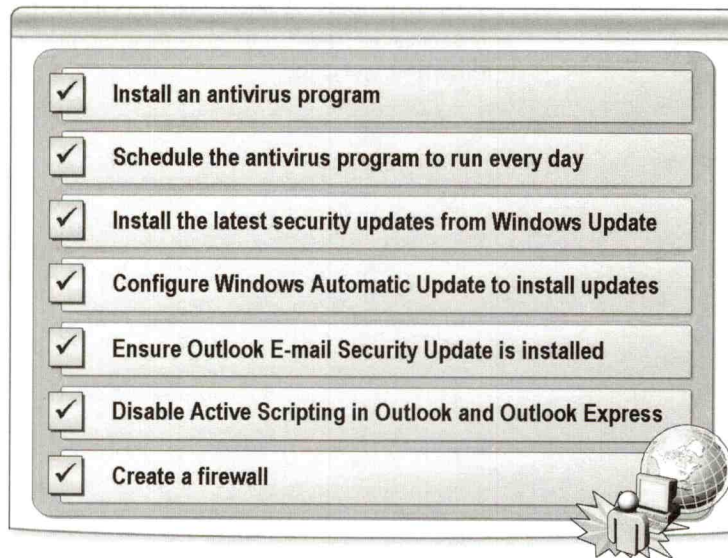 Install an antivirus program
Schedule the antivirus program to run every day
Install the latest security updates from Windows Update
Configure Windows Automatic Update to install updates
Ensure Outlook E-mail Security Update is installed
Disable Active Scripting in Outlook and Outlook Express
Create a firewall